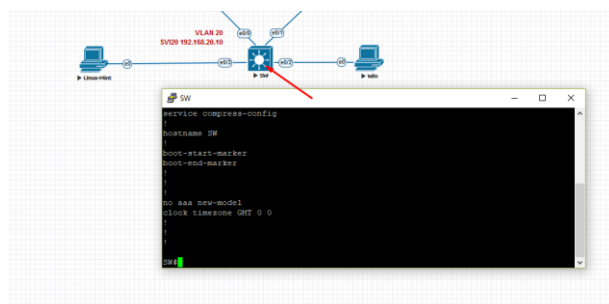 VLAN 20
SVI20 192.168.20.10
e0/0
e0/1
e0
e0/3
e0/2
e0
Linux-Mint
SW
Win
SW
service compress-config
!
hostname SW
!
boot-start-marker
boot-end-marker
!
!
!
no aaa new-model
clock timezone GMT 0 0
!
!
!
SW#